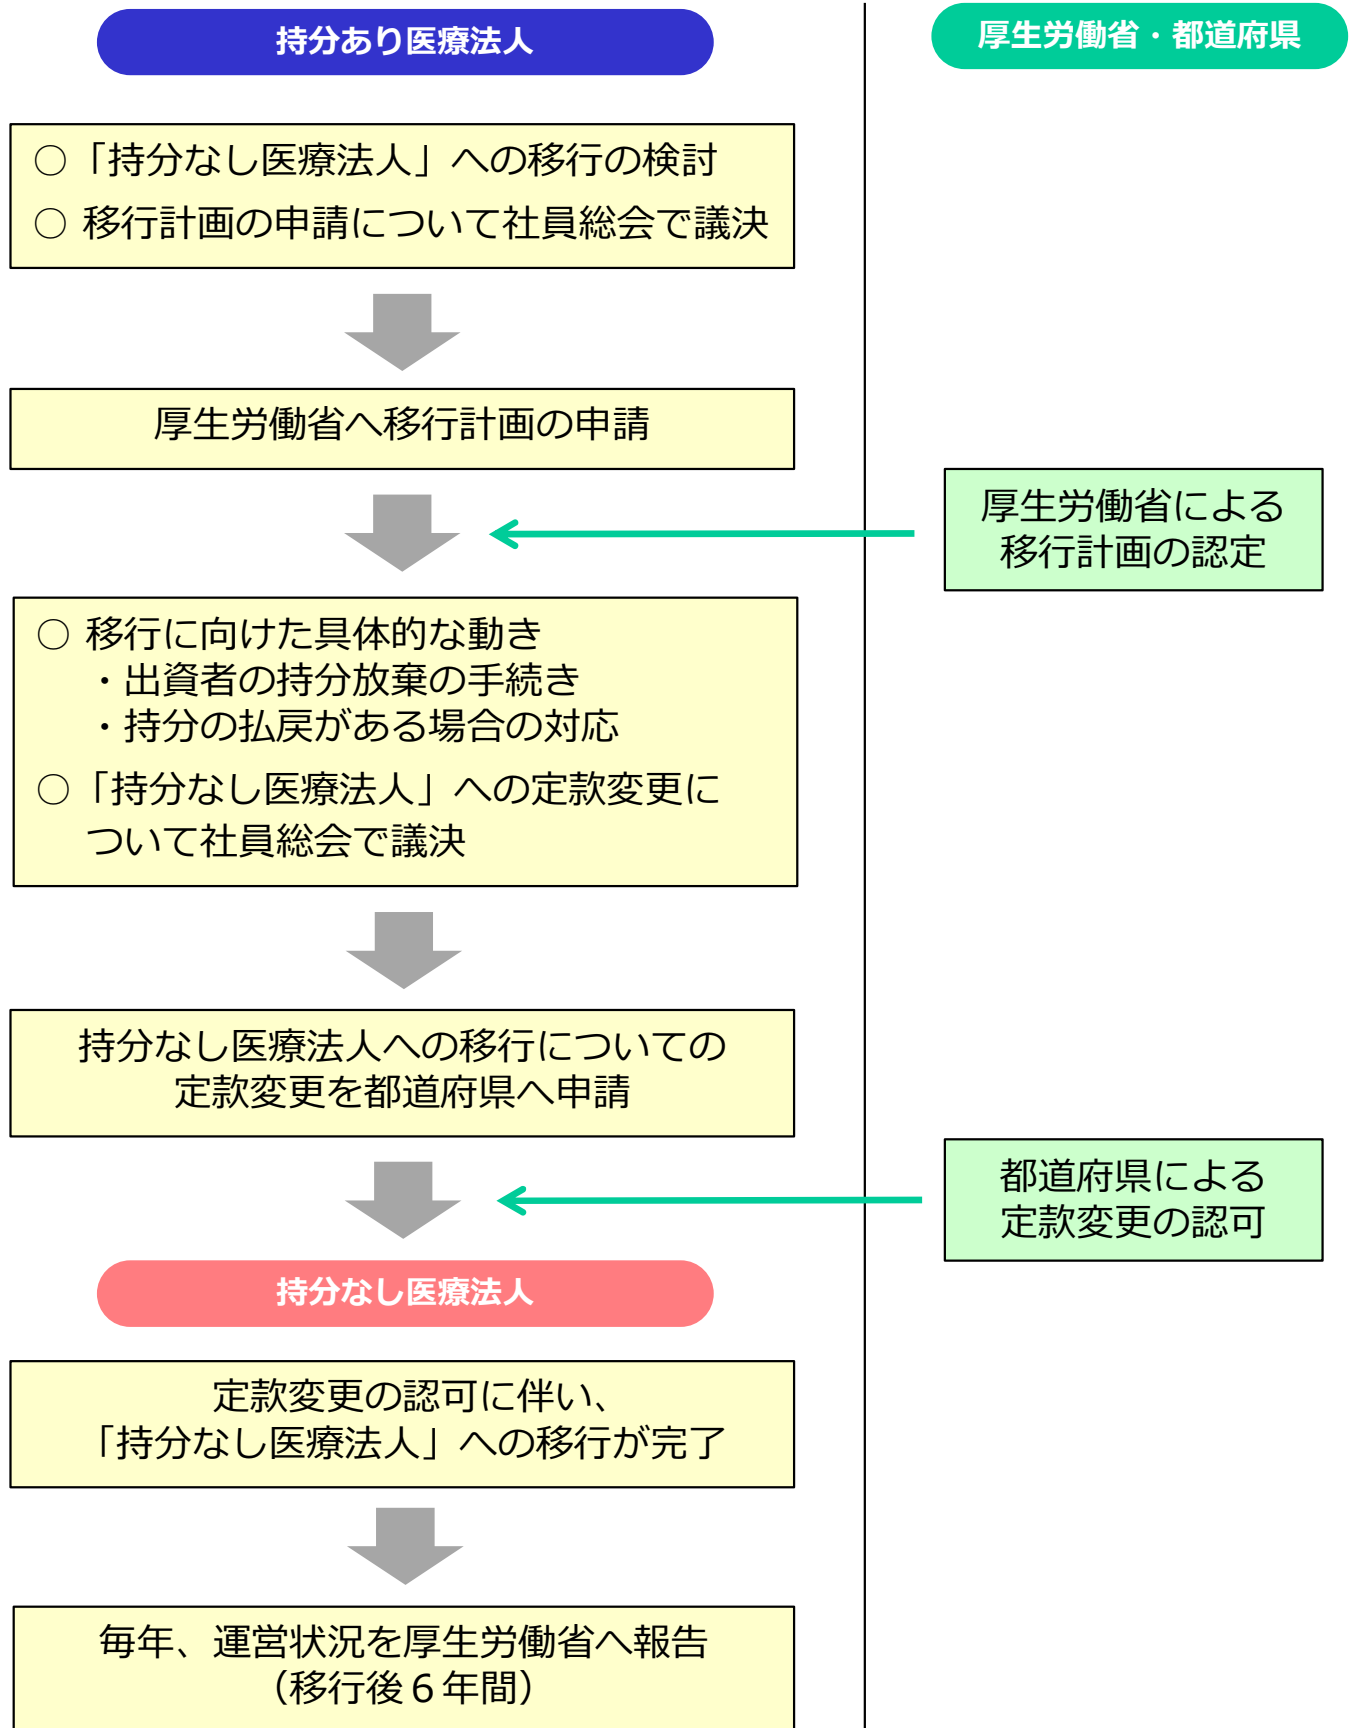 持分あり医療法人
厚生労働省・都道府県
○「持分なし医療法人」への移行の検討
○ 移行計画の申請について社員総会で議決
厚生労働省へ移行計画の申請
厚生労働省による
移行計画の認定
○ 移行に向けた具体的な動き
・出資者の持分放棄の手続き
・持分の払戻がある場合の対応
○「持分なし医療法人」への定款変更に
ついて社員総会で議決
持分なし医療法人への移行についての
定款変更を都道府県へ申請
都道府県による
定款変更の認可
持分なし医療法人
定款変更の認可に伴い、
「持分なし医療法人」への移行が完了
毎年、運営状況を厚生労働省へ報告
（移行後６年間）